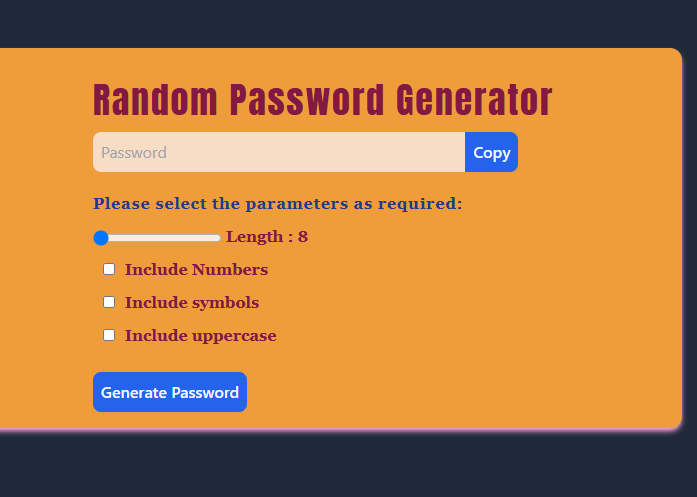 Random Password Generator
Password
Copy
Please select the parameters as required:
Length : 8
Include Numbers
Include symbols
Include uppercase
Generate Password